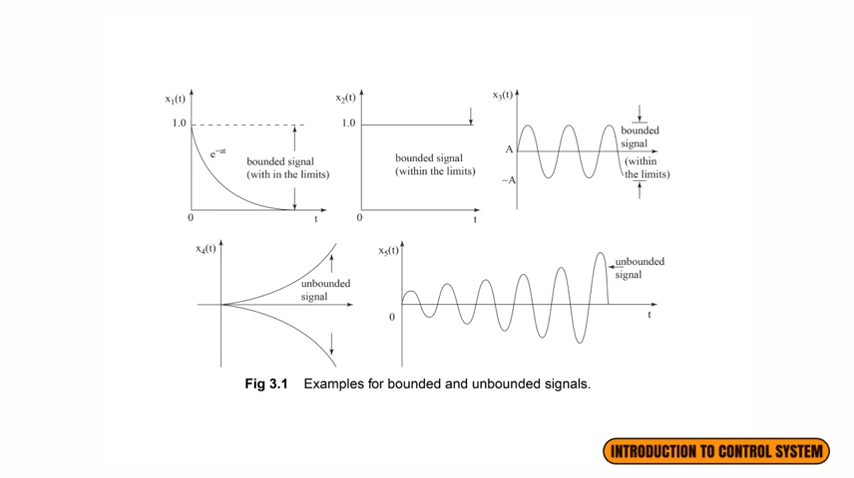 x₁(t)
1.0
e⁻ᵃᵗ
bounded signal
(with in the limits)
0
t
x₂(t)
1.0
bounded signal
(within the limits)
0
t
x₃(t)
A
−A
bounded
signal
(within
the limits)
x₄(t)
unbounded
signal
x₅(t)
0
unbounded
signal
t
Fig 3.1 Examples for bounded and unbounded signals.
INTRODUCTION TO CONTROL SYSTEM